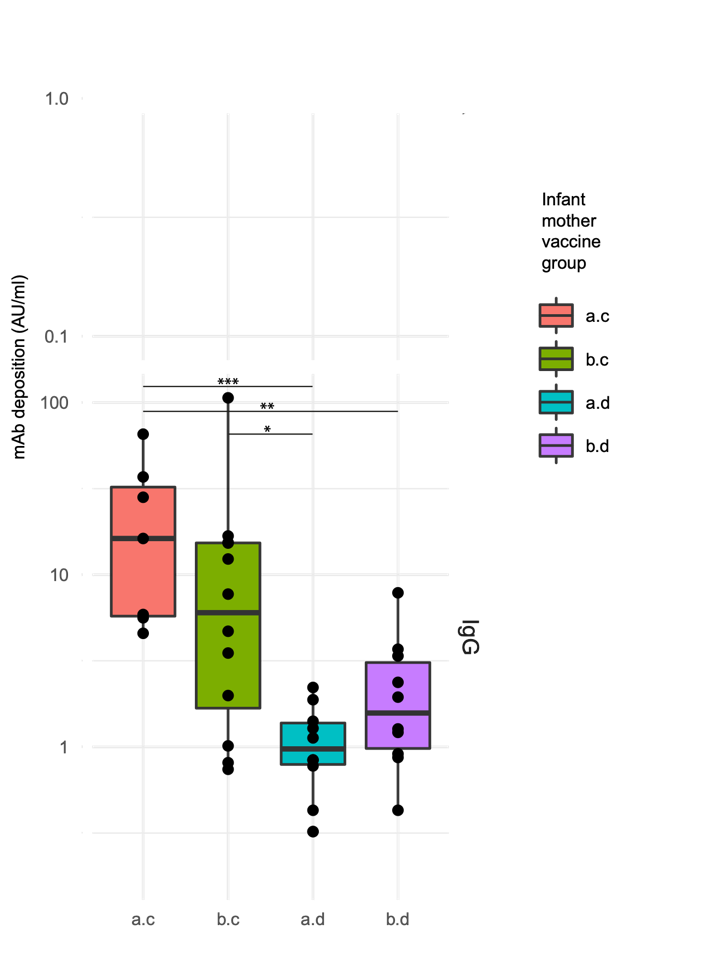 1.0
0.1
mAb deposition (AU/ml)
***
100
**
*
10
1
IgG
a.c
b.c
a.d
b.d
Infant
mother
vaccine
group
a.c
b.c
a.d
b.d